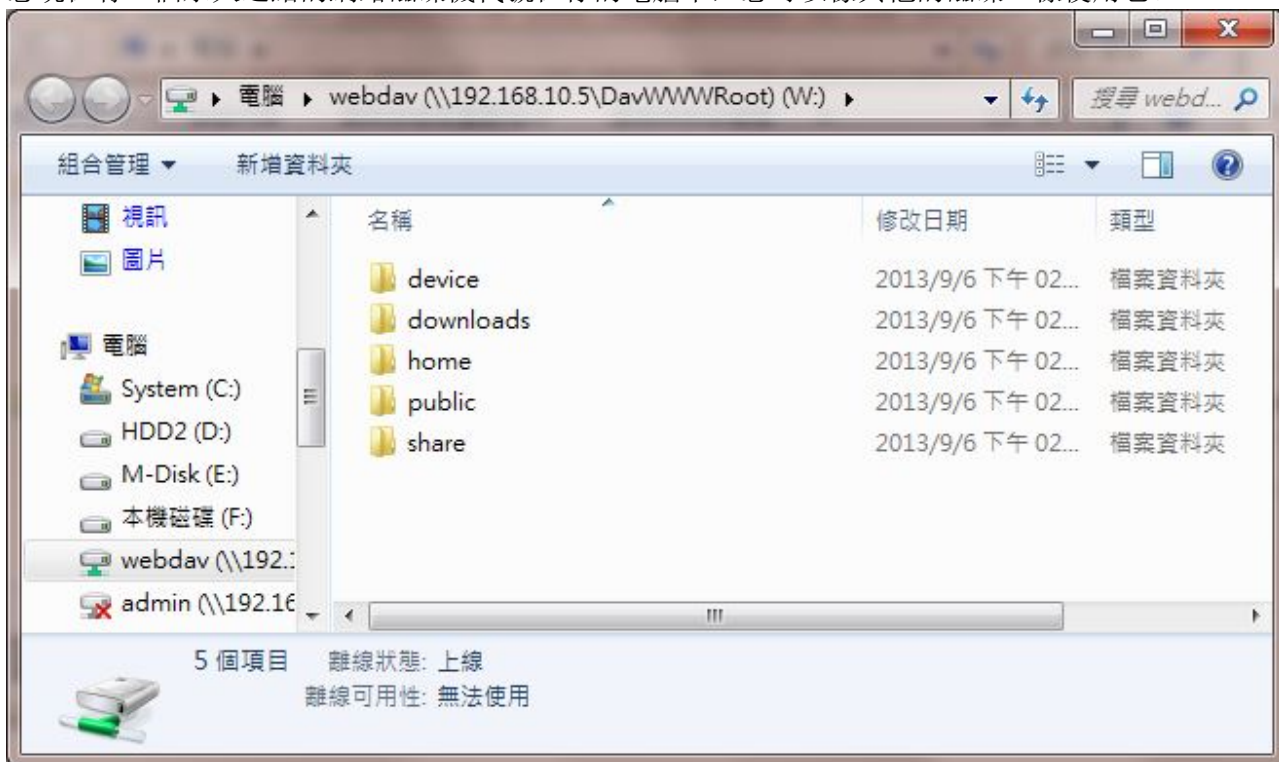 電腦 ▸ webdav (\\192.168.10.5\DavWWWRoot) (W:) ▸
搜尋 webd...
組合管理 ▼ 新增資料夾
視訊
圖片
電腦
System (C:)
HDD2 (D:)
M-Disk (E:)
本機磁碟 (F:)
webdav (\\192.1
admin (\\192.16
名稱 修改日期 類型
device 2013/9/6 下午 02... 檔案資料夾
downloads 2013/9/6 下午 02... 檔案資料夾
home 2013/9/6 下午 02... 檔案資料夾
public 2013/9/6 下午 02... 檔案資料夾
share 2013/9/6 下午 02... 檔案資料夾
5 個項目 離線狀態: 上線
離線可用性: 無法使用